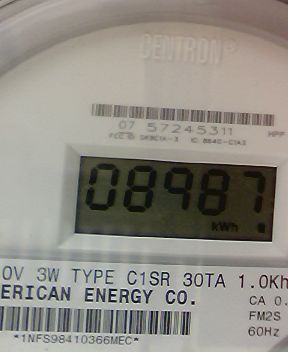 CENTRON®
07 57245311
08987
kWh
OV 3W TYPE C1SR 30TA 1.0Kh
ERICAN ENERGY CO.
CA 0.
FM2S
60Hz
*1NFS98410366MEC*